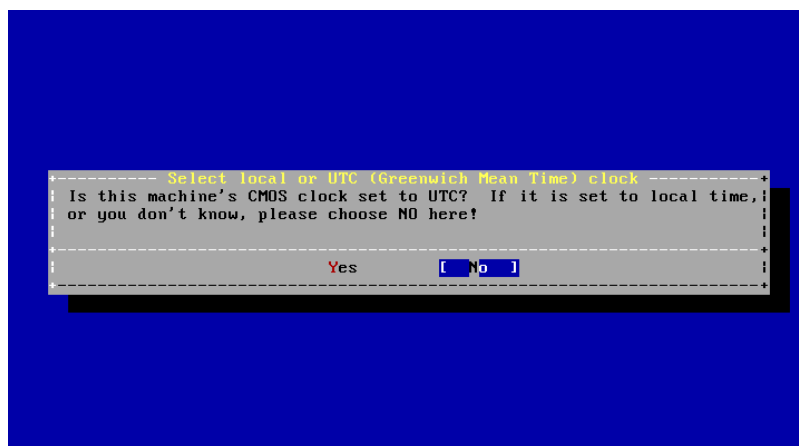 Select local or UTC (Greenwich Mean Time) clock
Is this machine's CMOS clock set to UTC?  If it is set to local time,
or you don't know, please choose NO here!
Yes [  No  ]